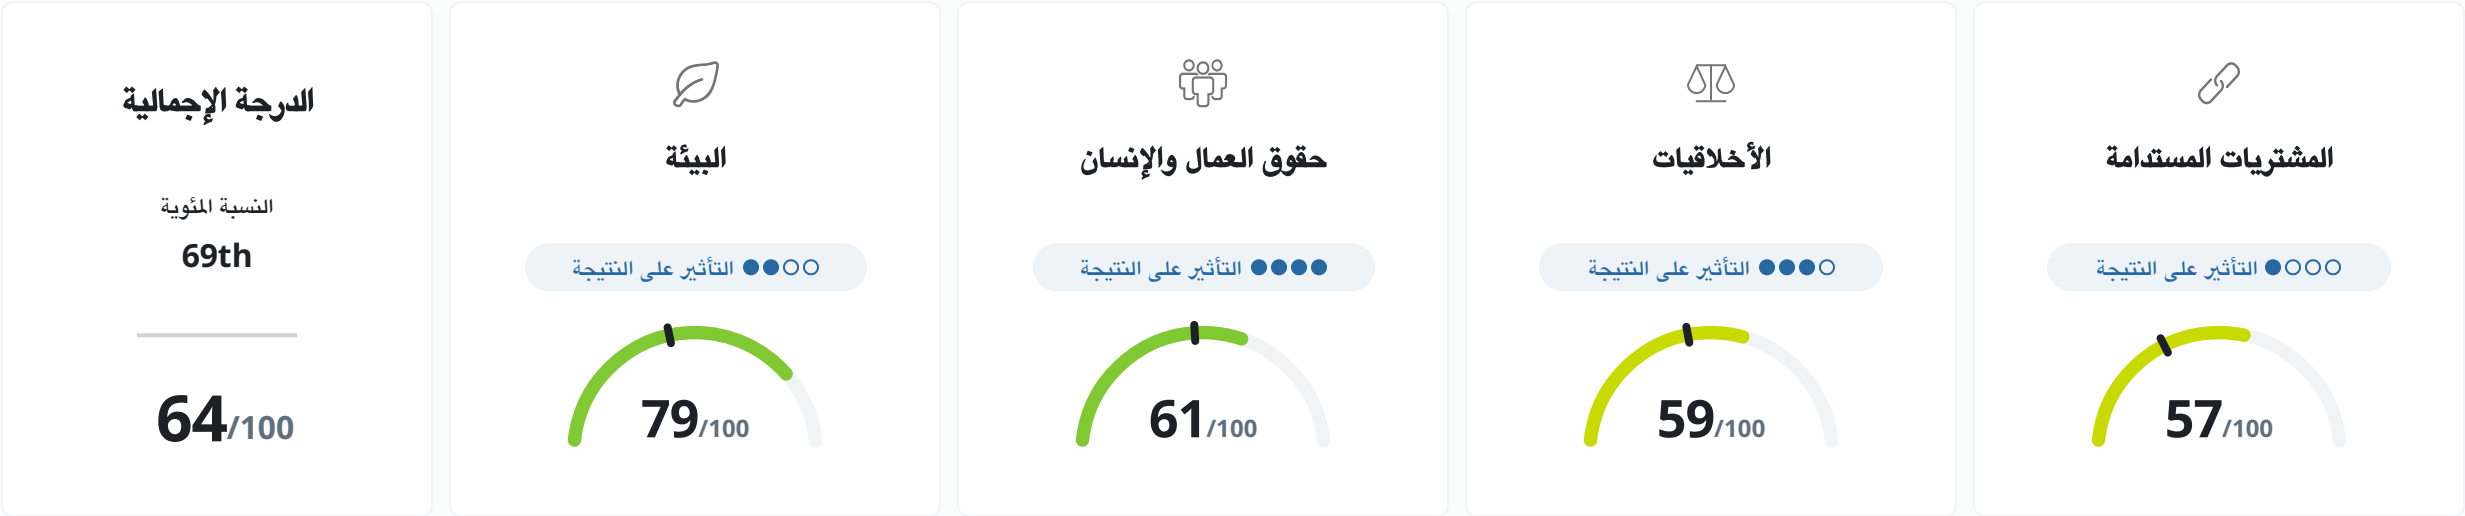 الدرجة الإجمالية
النسبة المئوية
69th
64/100
البيئة
التأثير على النتيجة
79/100
حقوق العمال والإنسان
التأثير على النتيجة
61/100
الأخلاقيات
التأثير على النتيجة
59/100
المشتريات المستدامة
التأثير على النتيجة
57/100